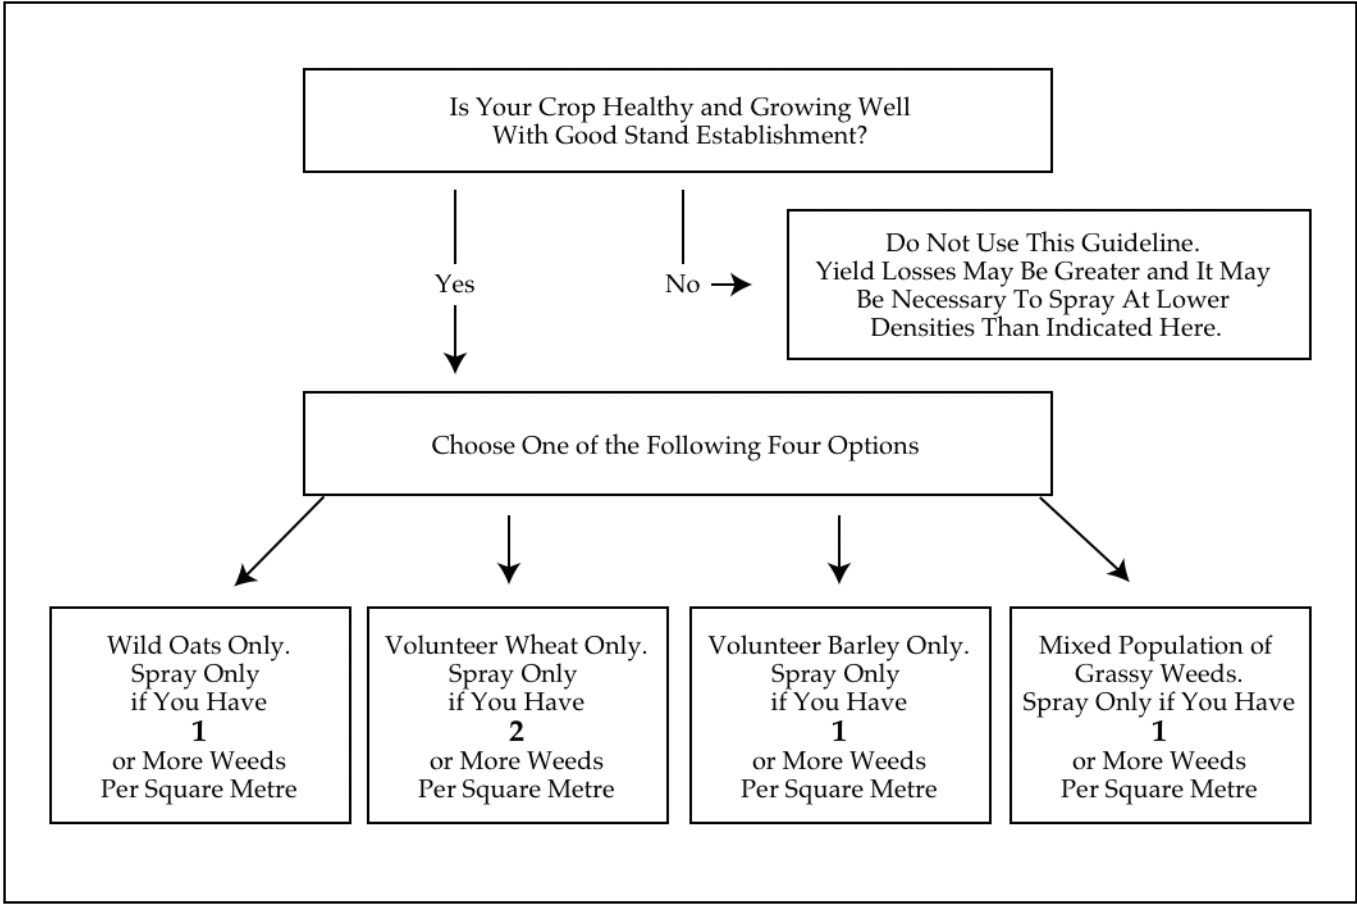 Is Your Crop Healthy and Growing Well
With Good Stand Establishment?
Yes
No
Do Not Use This Guideline.
Yield Losses May Be Greater and It May
Be Necessary To Spray At Lower
Densities Than Indicated Here.
Choose One of the Following Four Options
Wild Oats Only.
Spray Only
if You Have
1
or More Weeds
Per Square Metre
Volunteer Wheat Only.
Spray Only
if You Have
2
or More Weeds
Per Square Metre
Volunteer Barley Only.
Spray Only
if You Have
1
or More Weeds
Per Square Metre
Mixed Population of
Grassy Weeds.
Spray Only if You Have
1
or More Weeds
Per Square Metre